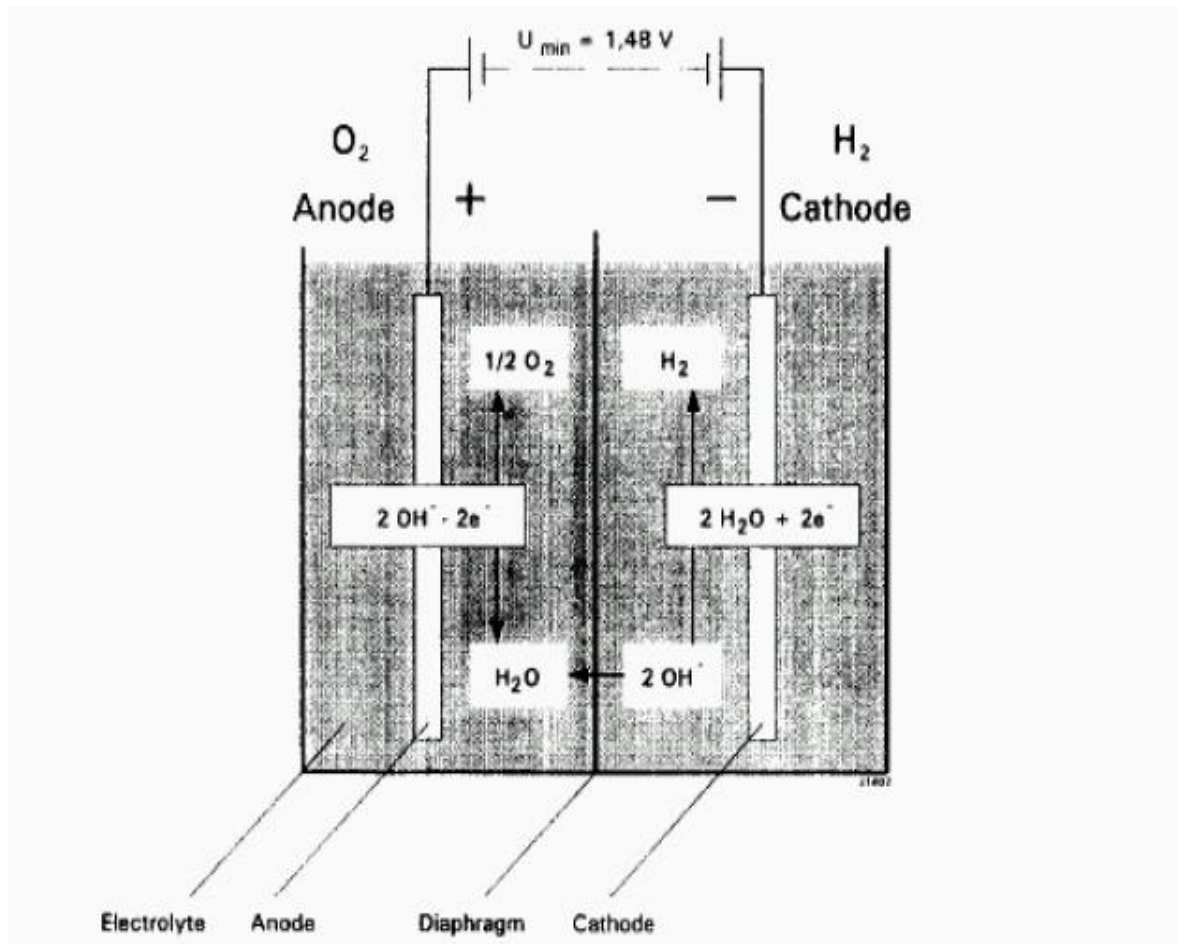 U min = 1,48 V
O2 H2
Anode + − Cathode
1/2 O2 H2
2 OH- - 2e- 2 H2O + 2e-
H2O 2 OH-
Electrolyte Anode Diaphragm Cathode